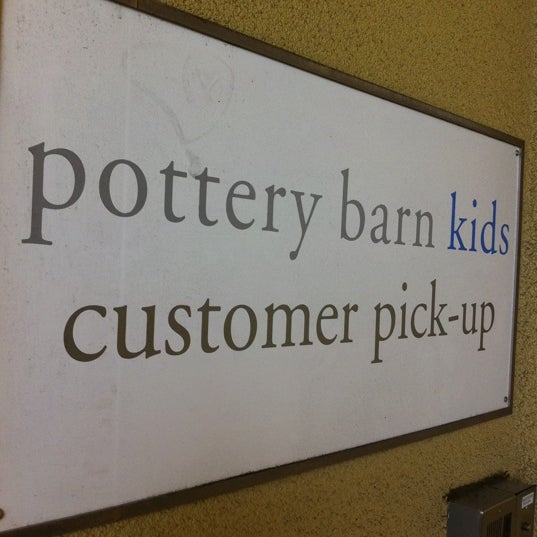 pottery barn kids
customer pick-up